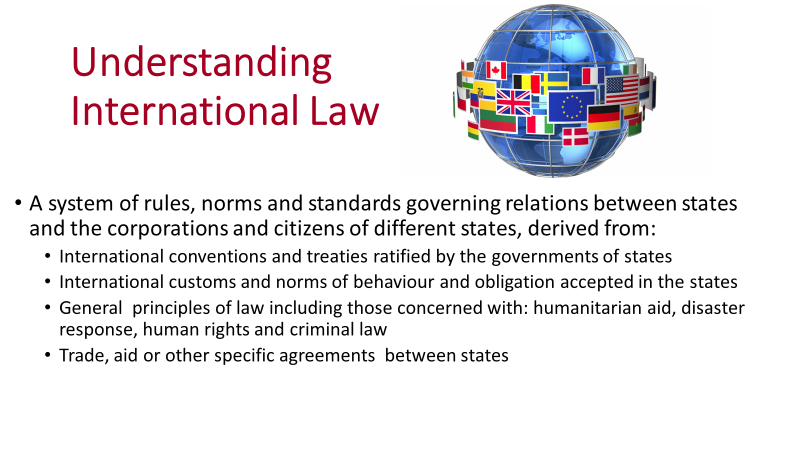 Understanding
International Law
• A system of rules, norms and standards governing relations between states
and the corporations and citizens of different states, derived from:
• International conventions and treaties ratified by the governments of states
• International customs and norms of behaviour and obligation accepted in the states
• General  principles of law including those concerned with: humanitarian aid, disaster
response, human rights and criminal law
• Trade, aid or other specific agreements  between states